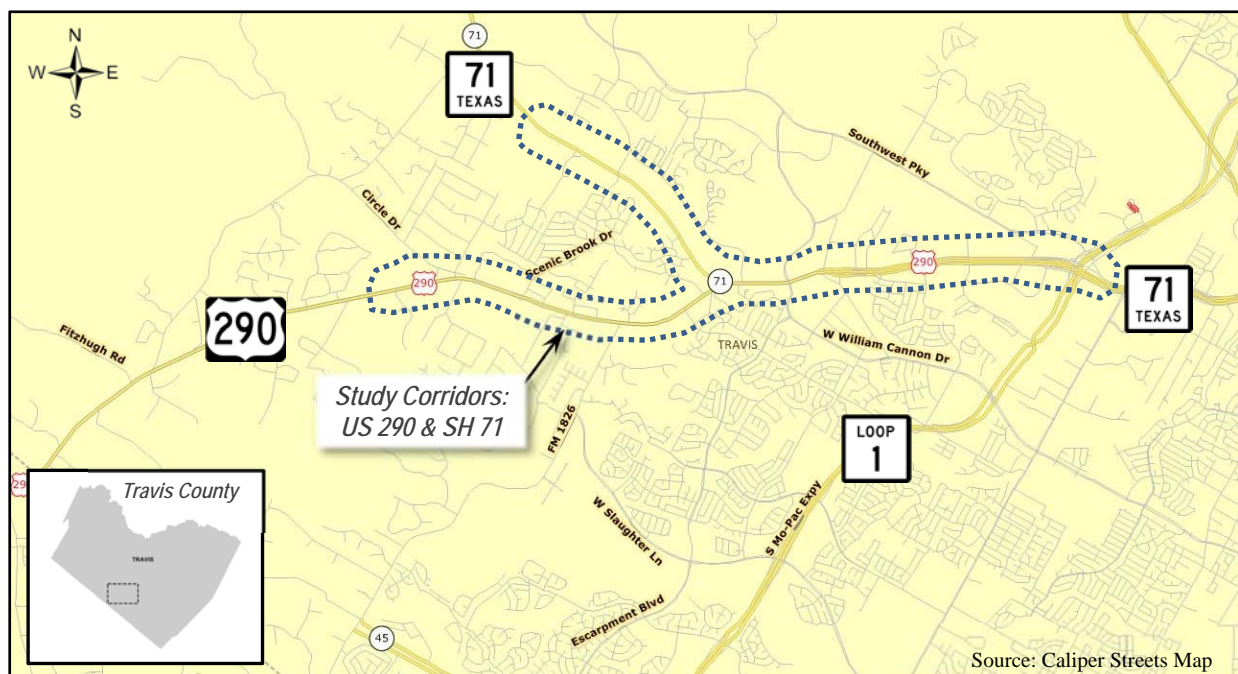 N
W E
S
71
71
TEXAS
Southwest Pky
Circle Dr
Scenic Brook Dr
290
290
71
71
TEXAS
290
Fitzhugh Rd
TRAVIS
W William Cannon Dr
Study Corridors:
US 290 & SH 71
FM 1826
LOOP
1
S Mo-Pac Expy
W Slaughter Ln
Travis County
TRAVIS
Escarpment Blvd
45
Source: Caliper Streets Map